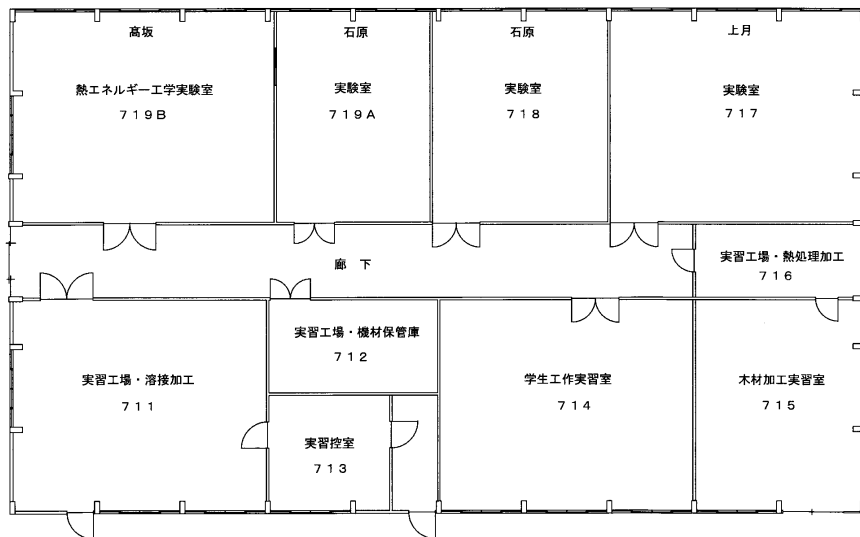 髙坂
熱エネルギー工学実験室
719B
石原
実験室
719A
石原
実験室
718
上月
実験室
717
廊下
実習工場・熱処理加工
716
実習工場・溶接加工
711
実習工場・機材保管庫
712
実習控室
713
学生工作実習室
714
木材加工実習室
715